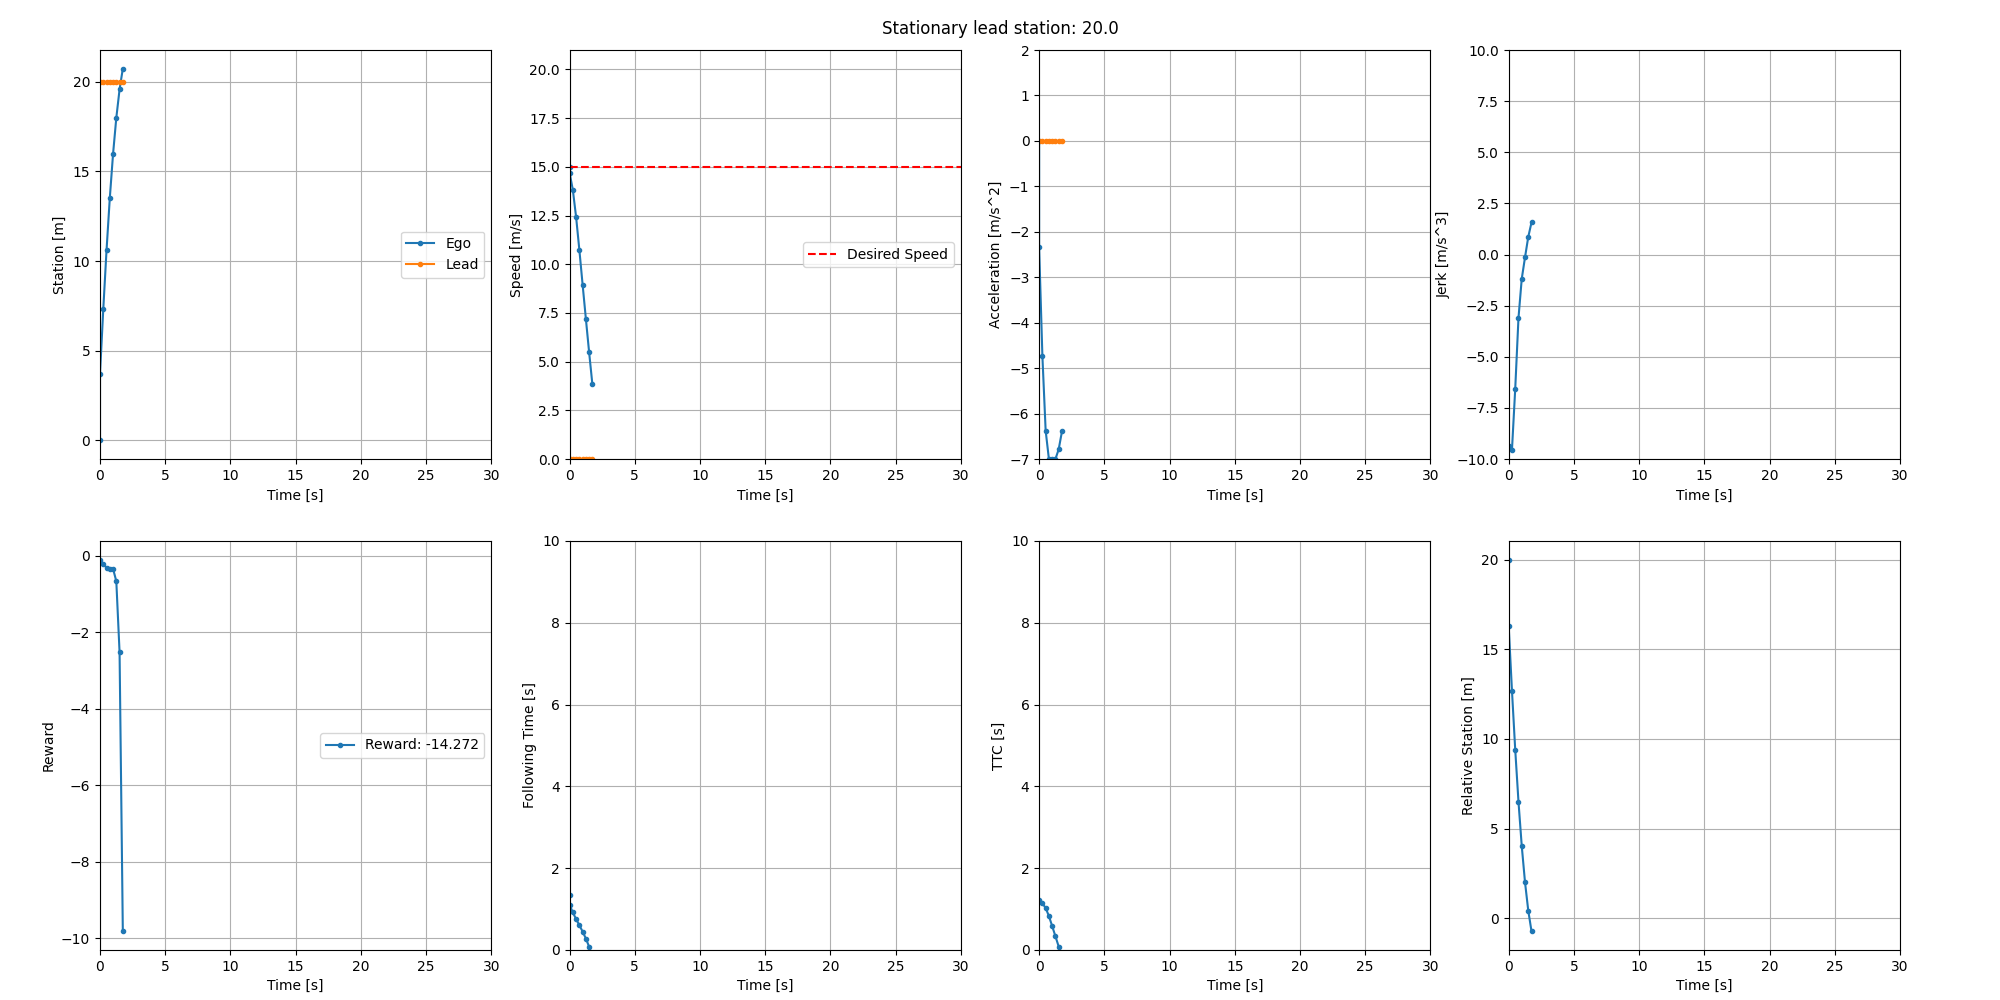 Stationary lead station: 20.0
Station [m]
20
15
10
5
0
Ego
Lead
0 5 10 15 20 25 30
Time [s]
Speed [m/s]
20.0
17.5
15.0
12.5
10.0
7.5
5.0
2.5
0.0
Desired Speed
0 5 10 15 20 25 30
Time [s]
Acceleration [m/s^2]
2
1
0
−1
−2
−3
−4
−5
−6
−7
0 5 10 15 20 25 30
Time [s]
Jerk [m/s^3]
10.0
7.5
5.0
2.5
0.0
−2.5
−5.0
−7.5
−10.0
0 5 10 15 20 25 30
Time [s]
Reward
0
−2
−4
−6
−8
−10
Reward: -14.272
0 5 10 15 20 25 30
Time [s]
Following Time [s]
10
8
6
4
2
0
0 5 10 15 20 25 30
Time [s]
TTC [s]
10
8
6
4
2
0
0 5 10 15 20 25 30
Time [s]
Relative Station [m]
20
15
10
5
0
0 5 10 15 20 25 30
Time [s]